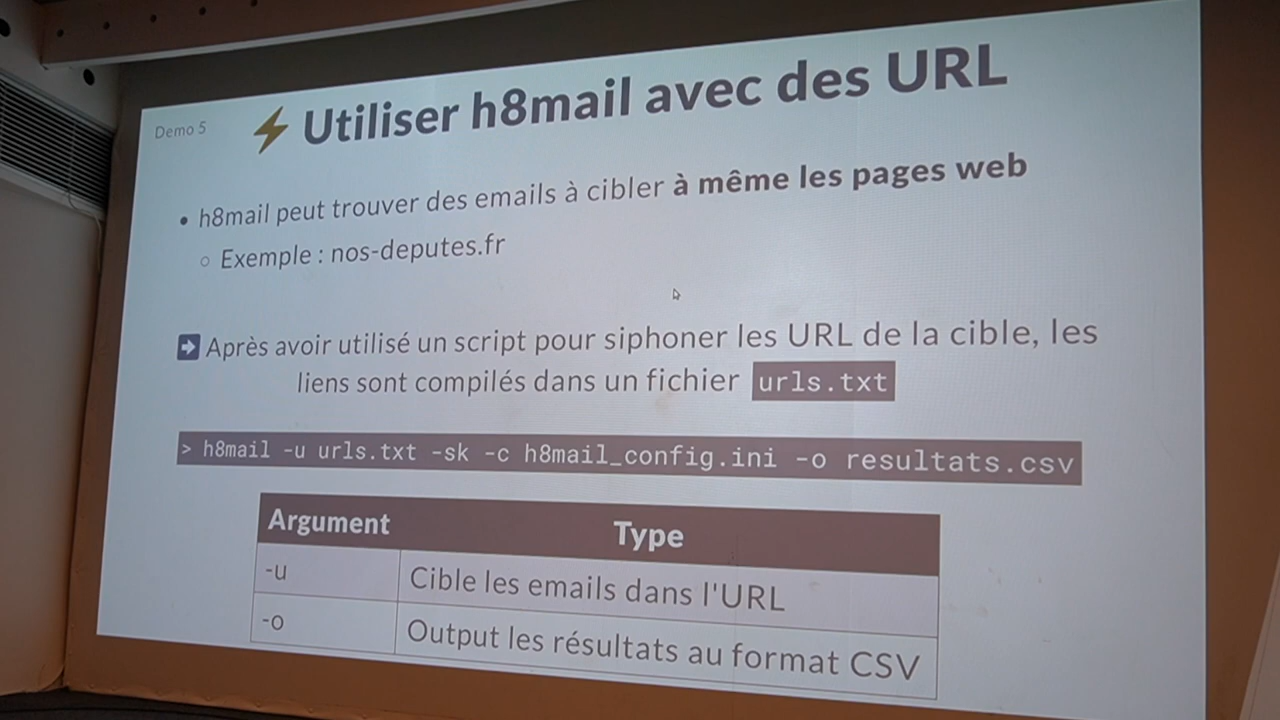 Demo 5
⚡ Utiliser h8mail avec des URL
• h8mail peut trouver des emails à cibler à même les pages web
○ Exemple : nos-deputes.fr
➡ Après avoir utilisé un script pour siphoner les URL de la cible, les
liens sont compilés dans un fichier urls.txt
> h8mail -u urls.txt -sk -c h8mail_config.ini -o resultats.csv
Argument Type
-u Cible les emails dans l'URL
-o Output les résultats au format CSV